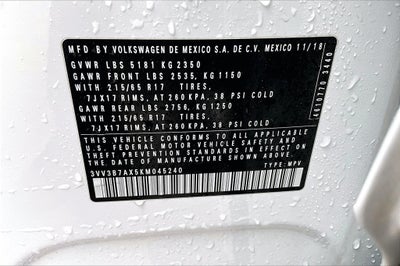 MFD BY VOLKSWAGEN DE MEXICO S.A. DE C.V. MEXICO 11/18
GVWR LBS 5181 KG 2350
GAWR FRONT LBS 2535, KG 1150
WITH 215/65 R17 TIRES,
7JX17 RIMS, AT 260 KPA, 38 PSI COLD
GAWR REAR LBS 2756, KG 1250
WITH 215/65 R17 TIRES,
7JX17 RIMS, AT 260 KPA, 38 PSI COLD
THIS VEHICLE CONFORMS TO ALL APPLICABLE
U.S. FEDERAL MOTOR VEHICLE SAFETY AND
THEFT PREVENTION STANDARDS IN EFFECT ON
THE DATE OF MANUFACTURE SHOWN ABOVE.
3VV3B7AX5KM045240 TYPE: MPV
4610770 3440